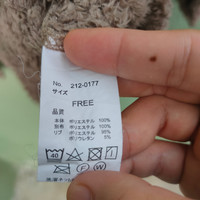 No. 212-0177
サイズ
FREE
品質
本体 ポリエステル 100%
別布 ポリエステル 100%
リブ ポリエステル 95%
ポリウレタン 5%
40